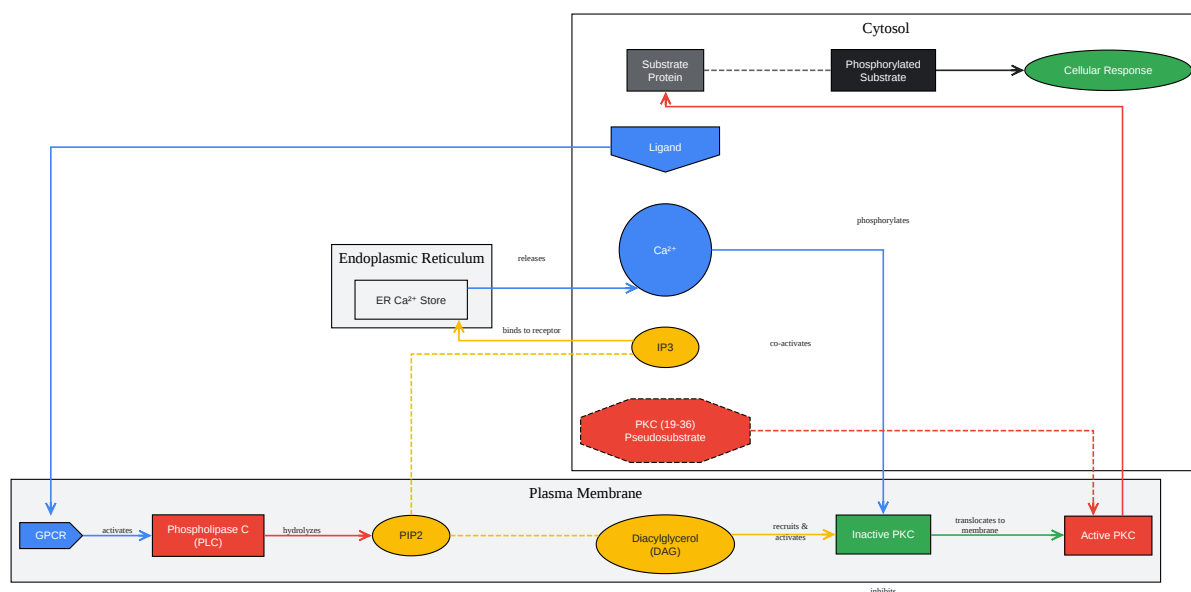 Cytosol
Substrate
Protein
Phosphorylated
Substrate
Cellular Response
Ligand
phosphorylates
Ca²⁺
Endoplasmic Reticulum
releases
ER Ca²⁺ Store
binds to receptor
IP3
co-activates
PKC (19-36)
Pseudosubstrate
Plasma Membrane
GPCR
activates
Phospholipase C
(PLC)
hydrolyzes
PIP2
Diacylglycerol
(DAG)
recruits &
activates
Inactive PKC
translocates to
membrane
Active PKC
inhibits